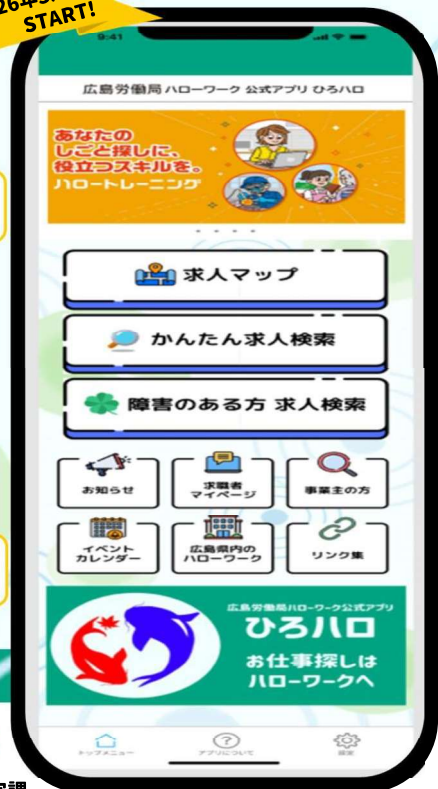 START!
9:41
広島労働局 ハローワーク 公式アプリ ひろハロ
あなたの
しごと探しに、
役立つスキルを。
ハロートレーニング
求人マップ
かんたん求人検索
障害のある方 求人検索
お知らせ
求職者
マイページ
事業主の方
イベント
カレンダー
広島県内の
ハローワーク
リンク集
広島労働局ハローワーク公式アプリ
ひろハロ
お仕事探しは
ハローワークへ
トップメニュー
アプリについて
設定